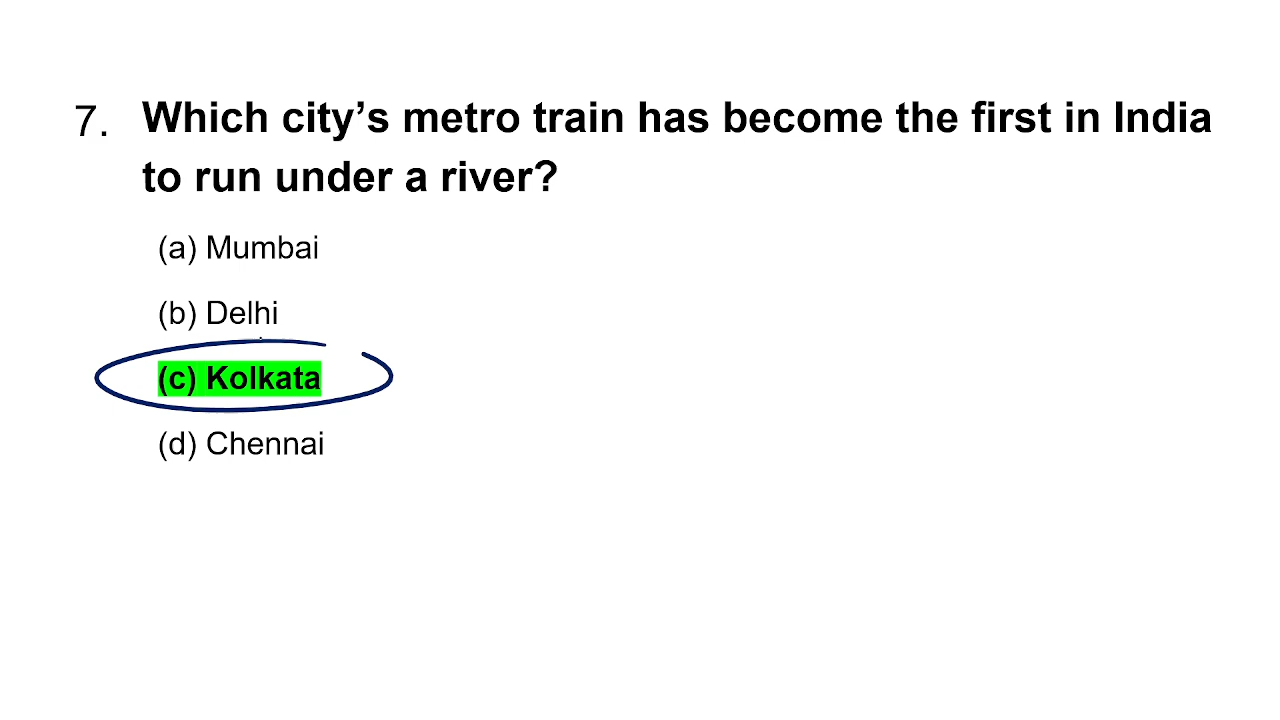 7. Which city’s metro train has become the first in India
to run under a river?
(a) Mumbai
(b) Delhi
(c) Kolkata
(d) Chennai